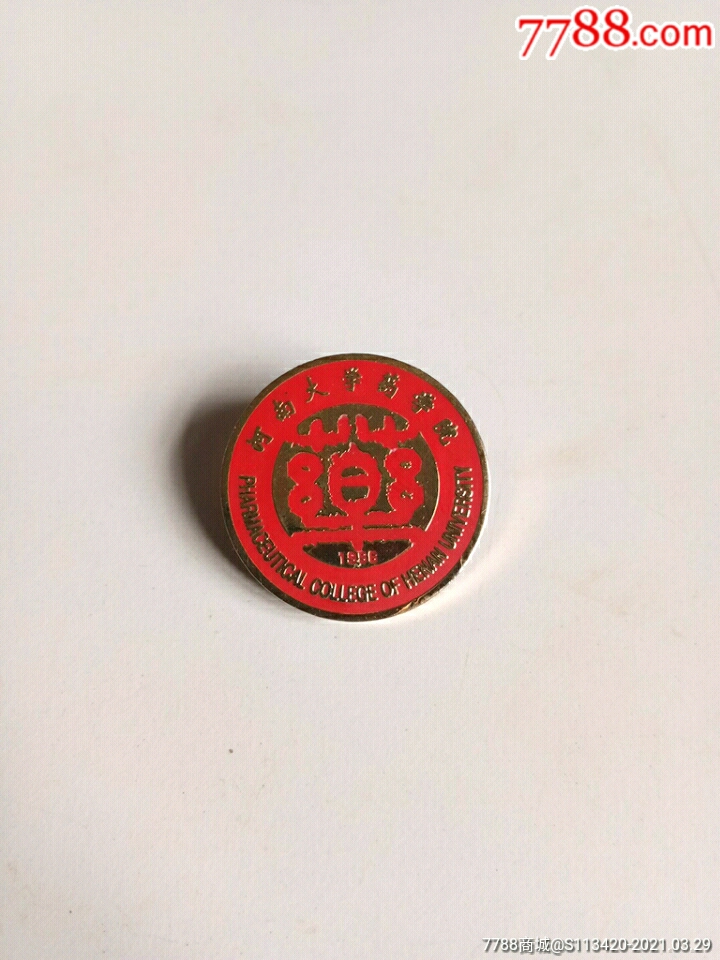 7788.com
河南大学药学院
藥
PHARMACEUTICAL COLLEGE OF HENAN UNIVERSITY
7788商城@S113420-2021.03.29